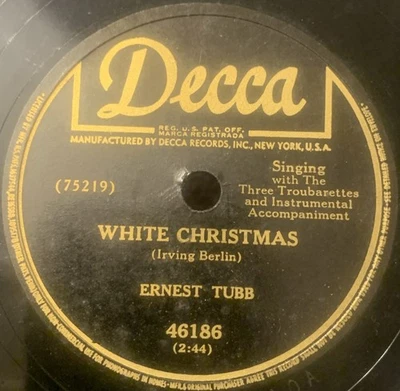 Decca
REG. U.S. PAT. OFF.
MARCA REGISTRADA
MANUFACTURED BY DECCA RECORDS, INC., NEW YORK, U.S.A.
(75219)
Singing
with The
Three Troubarettes
and Instrumental
Accompaniment
WHITE CHRISTMAS
(Irving Berlin)
ERNEST TUBB
46186
(2:44)